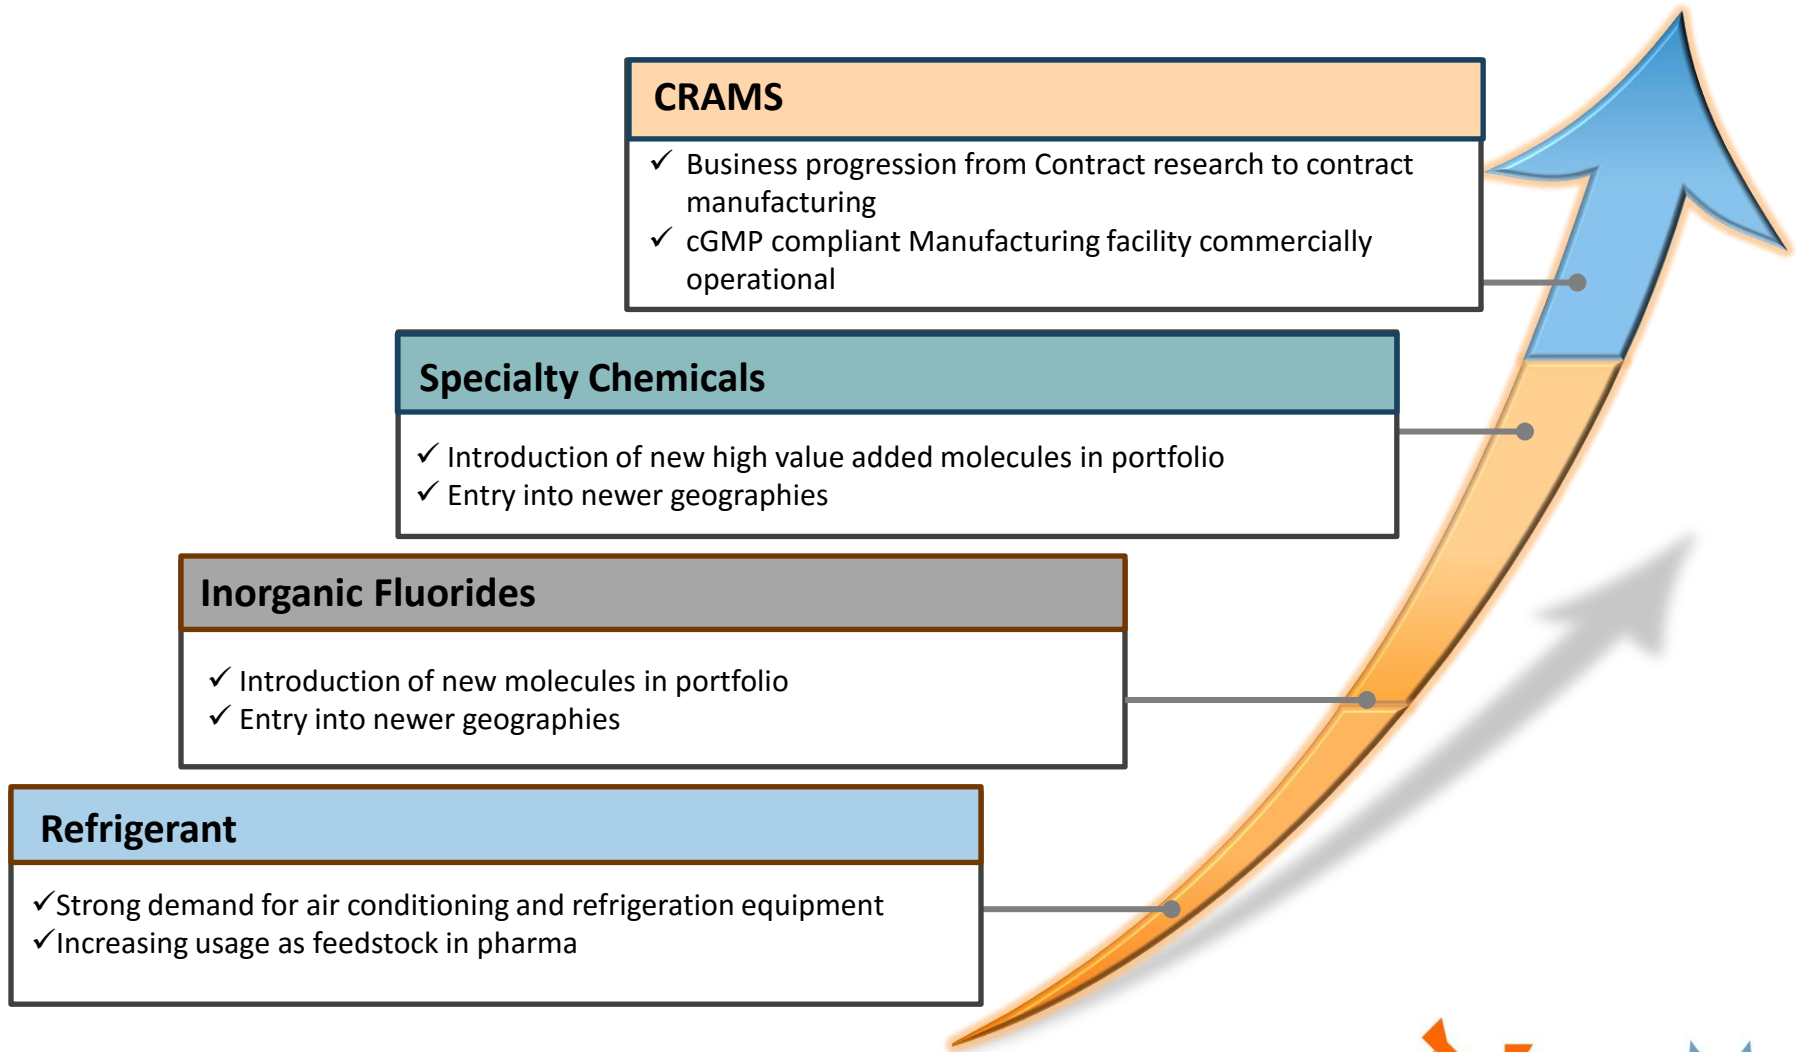 CRAMS
✓ Business progression from Contract research to contract
manufacturing
✓ cGMP compliant Manufacturing facility commercially
operational
Specialty Chemicals
✓ Introduction of new high value added molecules in portfolio
✓ Entry into newer geographies
Inorganic Fluorides
✓ Introduction of new molecules in portfolio
✓ Entry into newer geographies
Refrigerant
✓Strong demand for air conditioning and refrigeration equipment
✓Increasing usage as feedstock in pharma